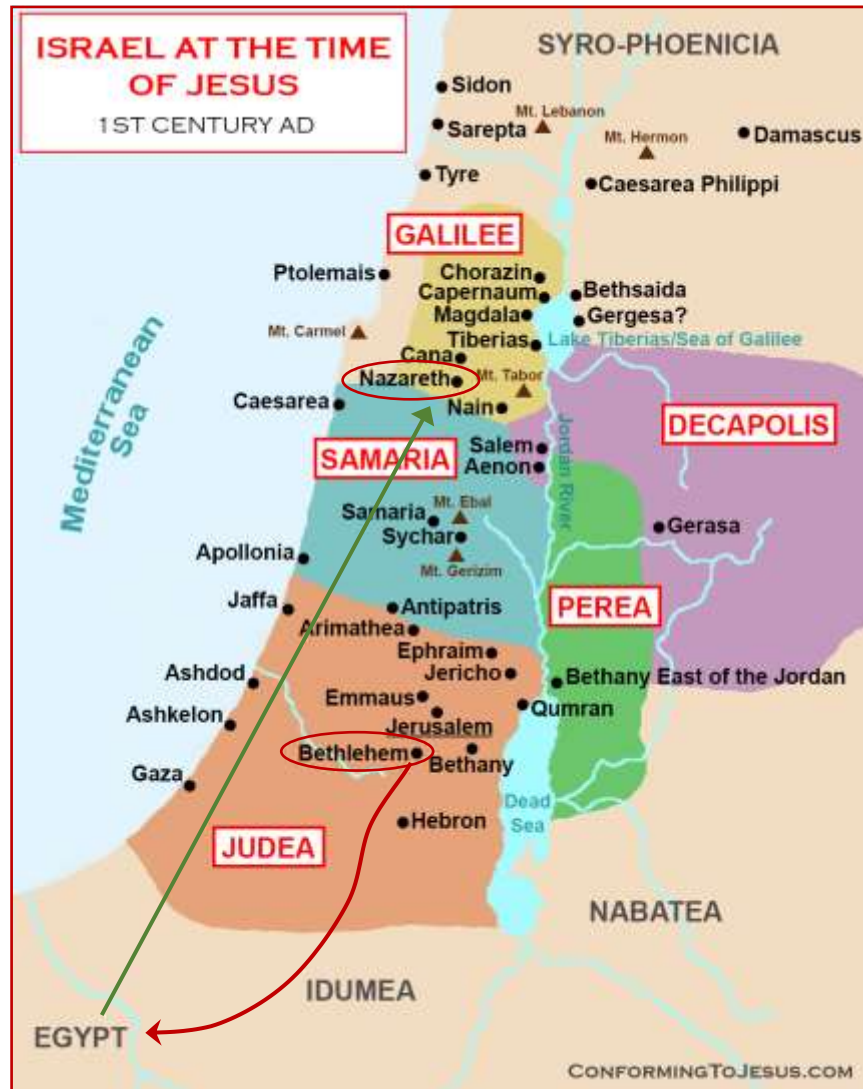 ISRAEL AT THE TIME
OF JESUS
1ST CENTURY AD
SYRO-PHOENICIA
Sidon
Mt. Lebanon
Sarepta
Mt. Hermon
Damascus
Tyre
Caesarea Philippi
GALILEE
Ptolemais
Chorazin
Capernaum
Bethsaida
Magdala
Gergesa?
Mt. Carmel
Tiberias
Lake Tiberias/Sea of Galilee
Cana
Nazareth
Mt. Tabor
Caesarea
Nain
Mediterranean
Sea
DECAPOLIS
Jordan River
SAMARIA
Salem
Aenon
Mt. Ebal
Samaria
Sychar
Gerasa
Mt. Gerizim
Apollonia
Jaffa
Antipatris
PEREA
Arimathea
Ephraim
Jericho
Ashdod
Bethany East of the Jordan
Emmaus
Qumran
Ashkelon
Jerusalem
Bethlehem
Bethany
Gaza
Dead
Sea
Hebron
JUDEA
NABATEA
IDUMEA
EGYPT
CONFORMINGTOJESUS.COM